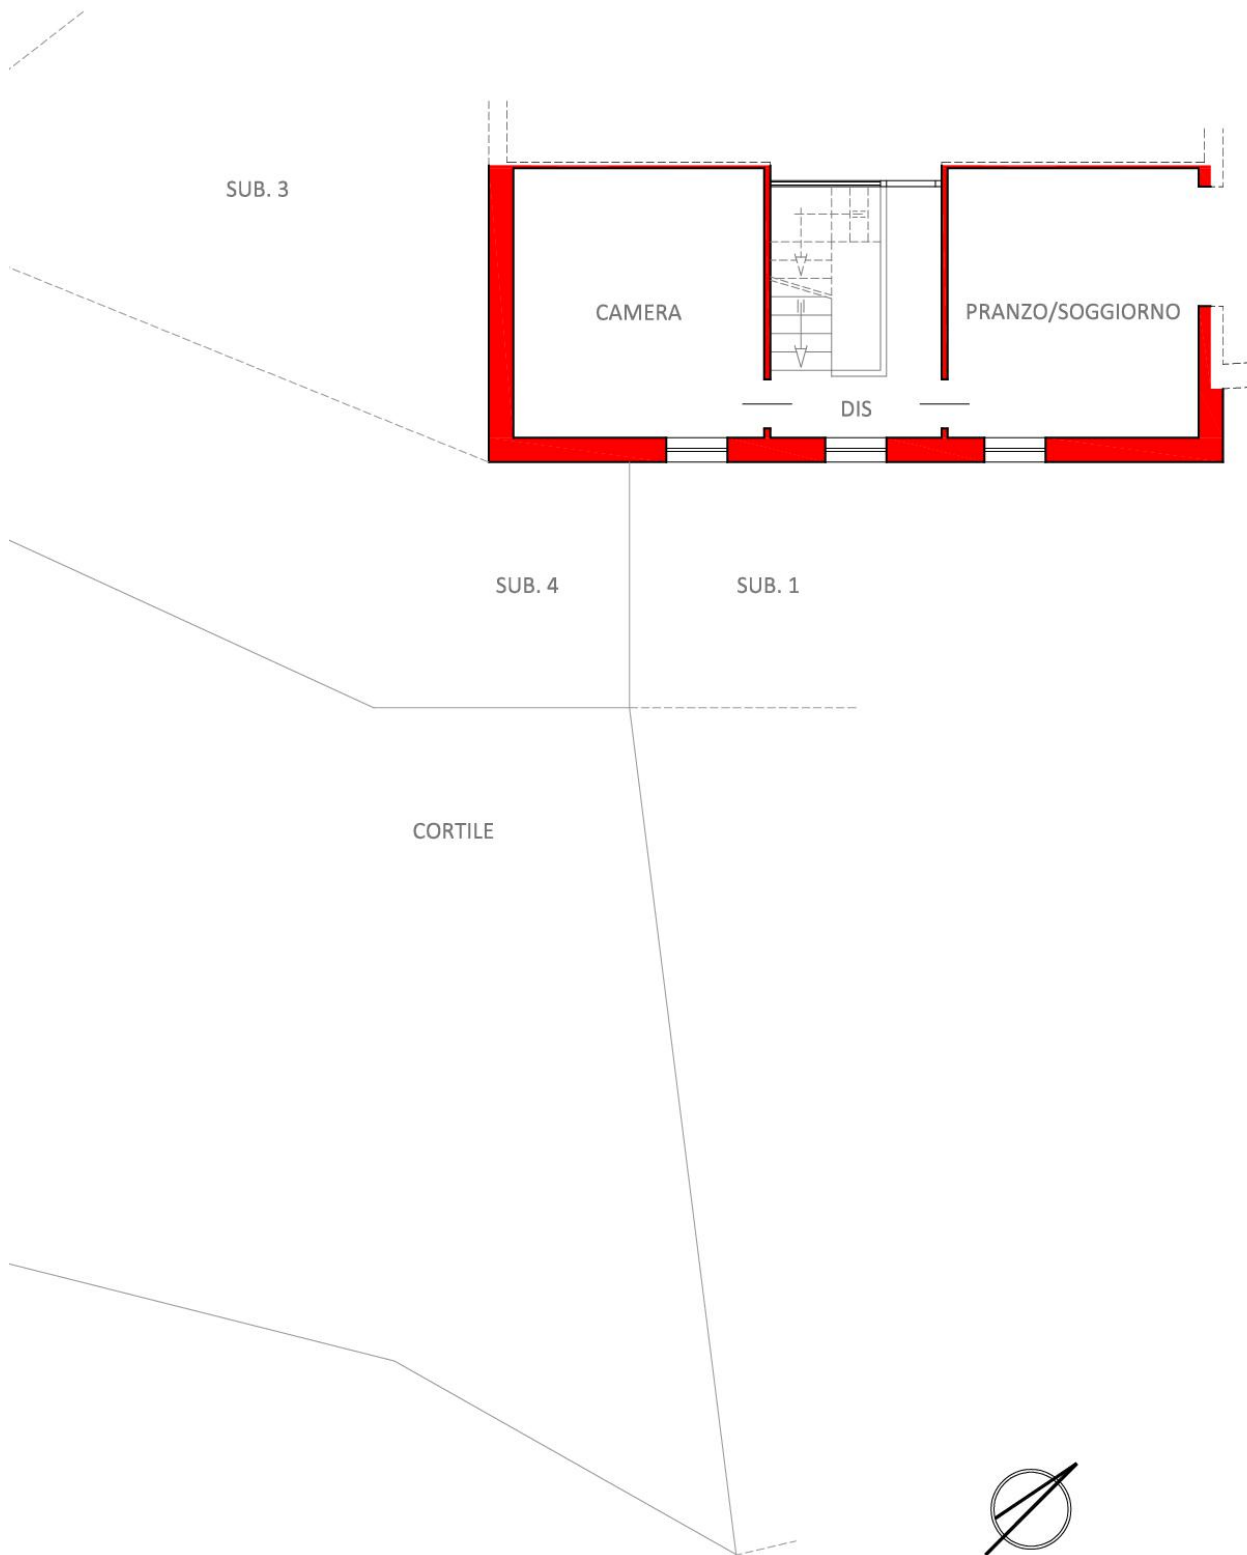 SUB. 3
CAMERA
PRANZO/SOGGIORNO
DIS
SUB. 4
SUB. 1
CORTILE